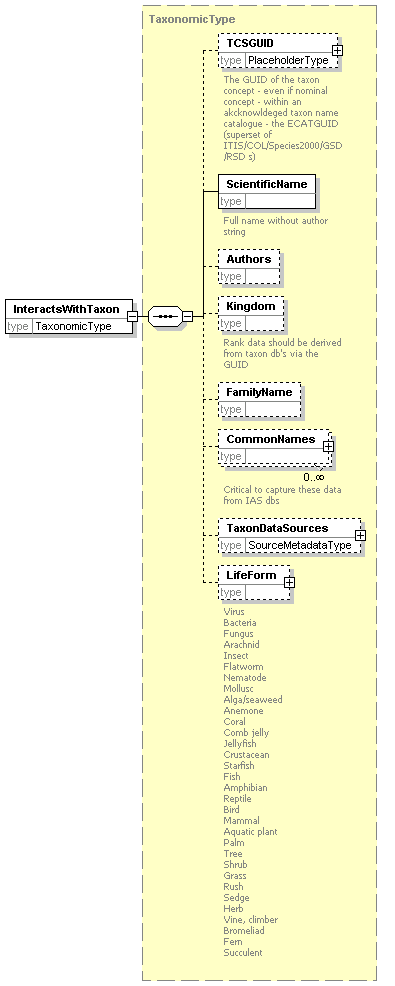 TaxonomicType
TCSGUID
type PlaceholderType
The GUID of the taxon
concept - even if nominal
concept - within an
akcknowldeged taxon name
catalogue - the ECATGUID
(superset of
ITIS/COL/Species2000/GSD
/RSD s)
ScientificName
type
Full name without author
string
Authors
type
InteractsWithTaxon
type TaxonomicType
Kingdom
type
Rank data should be derived
from taxon db's via the
GUID
FamilyName
type
CommonNames
type
0..∞
Critical to capture these data
from IAS dbs
TaxonDataSources
type SourceMetadataType
LifeForm
type
Virus
Bacteria
Fungus
Arachnid
Insect
Flatworm
Nematode
Mollusc
Alga/seaweed
Anemone
Coral
Comb jelly
Jellyfish
Crustacean
Starfish
Fish
Amphibian
Reptile
Bird
Mammal
Aquatic plant
Palm
Tree
Shrub
Grass
Rush
Sedge
Herb
Vine, climber
Bromeliad
Fern
Succulent